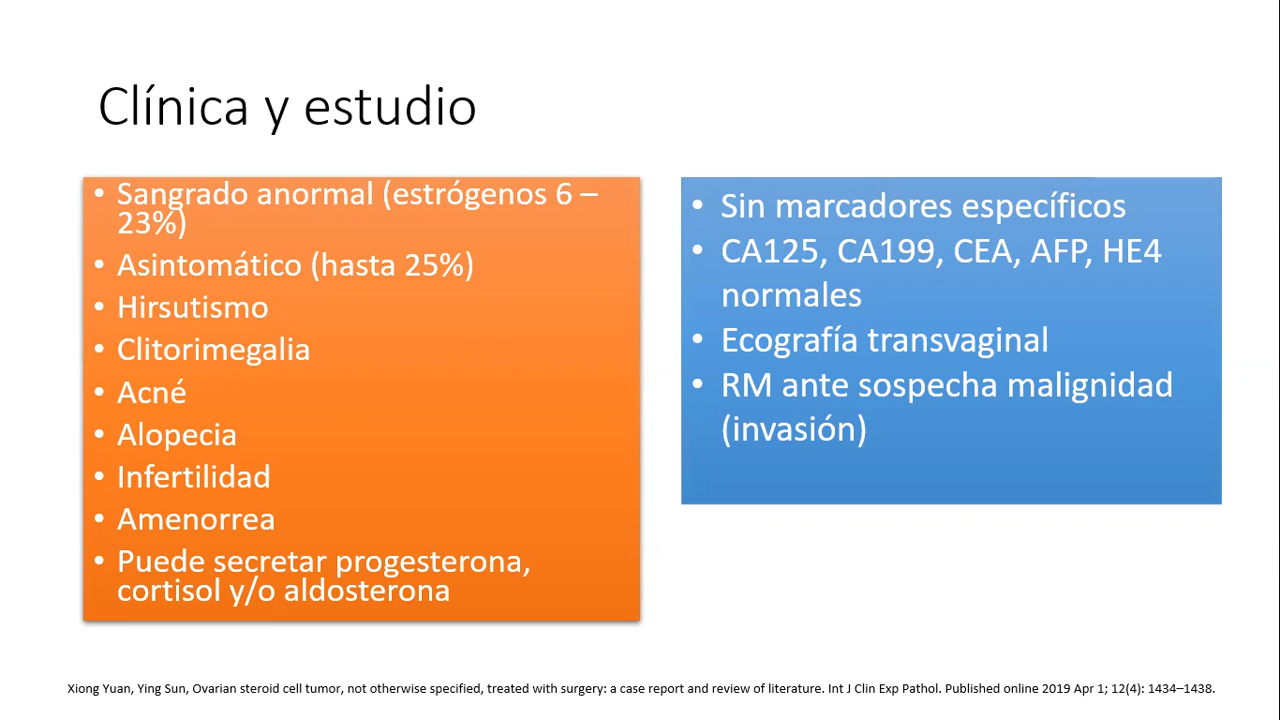 Clínica y estudio
• Sangrado anormal (estrógenos 6 –
23%)
• Asintomático (hasta 25%)
• Hirsutismo
• Clitorimegalia
• Acné
• Alopecia
• Infertilidad
• Amenorrea
• Puede secretar progesterona,
cortisol y/o aldosterona
• Sin marcadores específicos
• CA125, CA199, CEA, AFP, HE4
normales
• Ecografía transvaginal
• RM ante sospecha malignidad
(invasión)
Xiong Yuan, Ying Sun, Ovarian steroid cell tumor, not otherwise specified, treated with surgery: a case report and review of literature. Int J Clin Exp Pathol. Published online 2019 Apr 1; 12(4): 1434–1438.